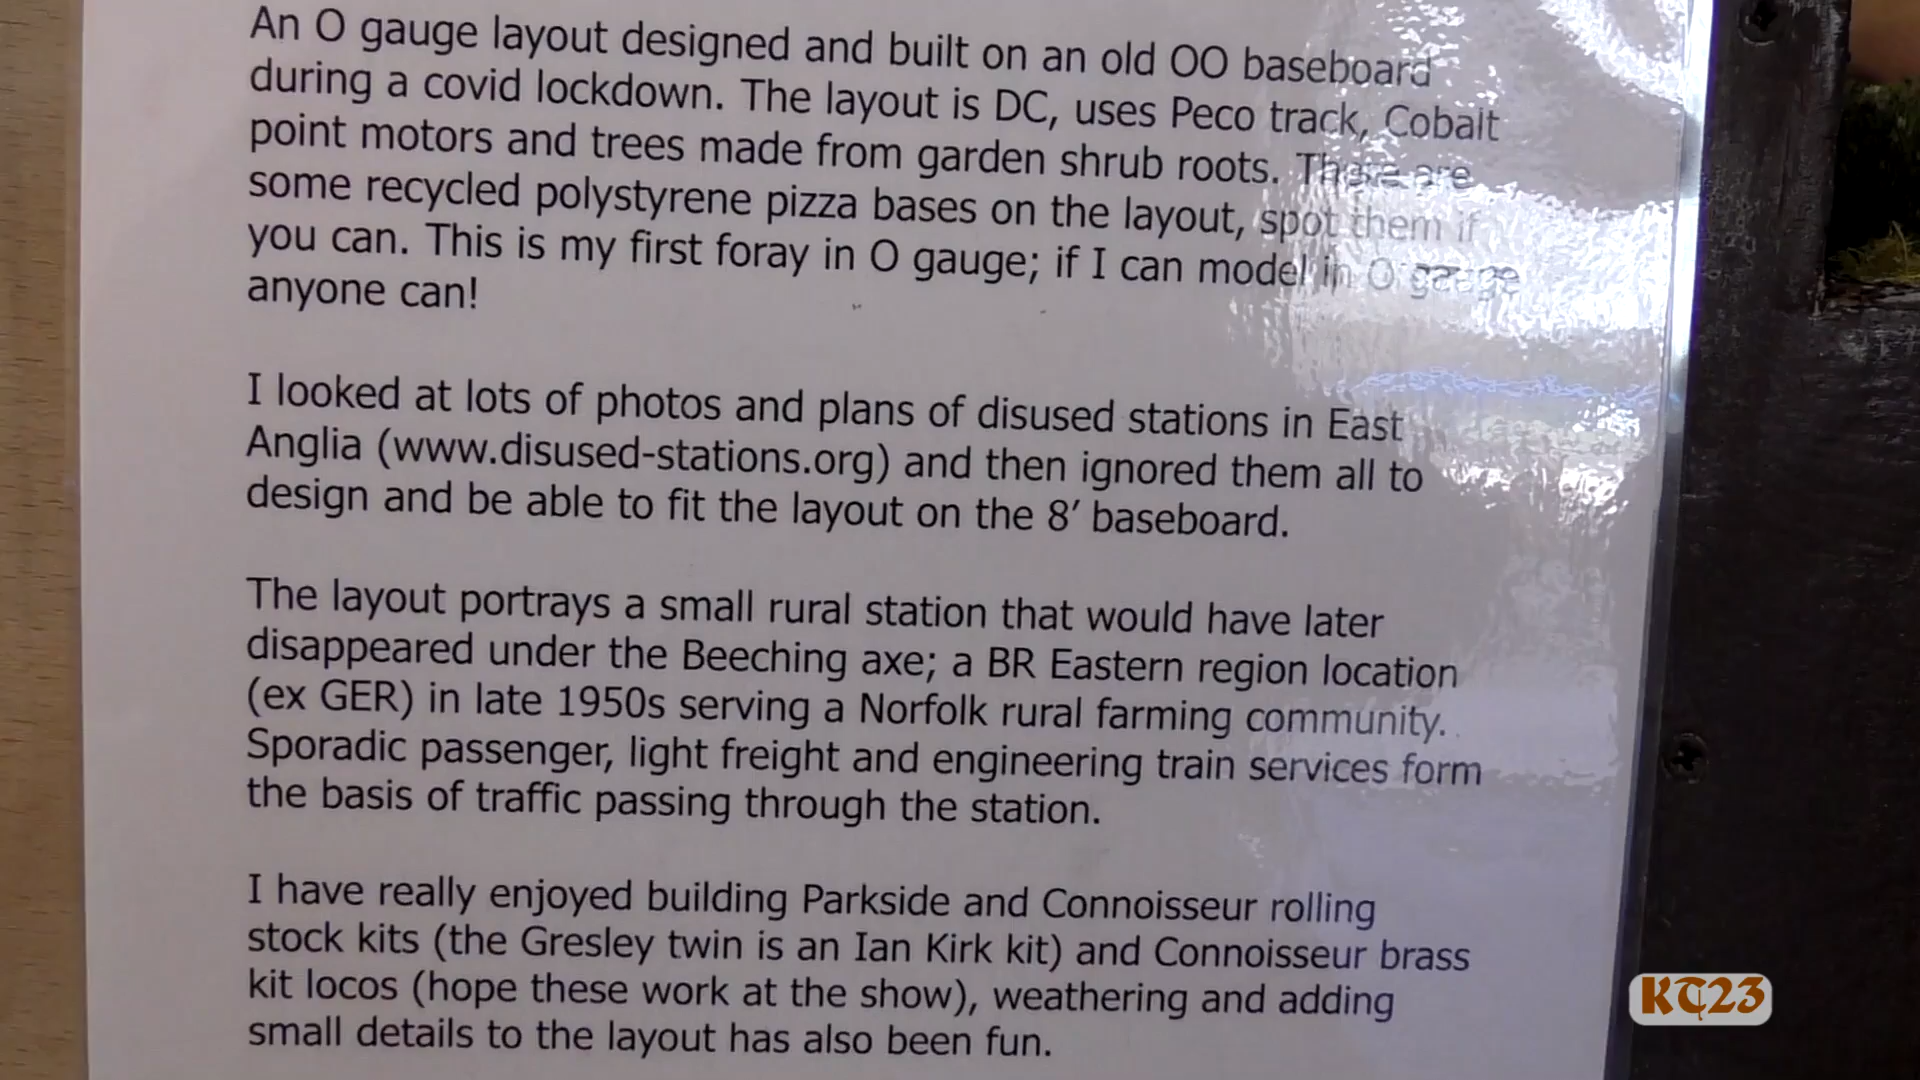 An O gauge layout designed and built on an old OO baseboard
during a covid lockdown. The layout is DC, uses Peco track, Cobalt
point motors and trees made from garden shrub roots. There are
some recycled polystyrene pizza bases on the layout, spot them if
you can. This is my first foray in O gauge; if I can model in O gauge
anyone can!
I looked at lots of photos and plans of disused stations in East
Anglia (www.disused-stations.org) and then ignored them all to
design and be able to fit the layout on the 8′ baseboard.
The layout portrays a small rural station that would have later
disappeared under the Beeching axe; a BR Eastern region location
(ex GER) in late 1950s serving a Norfolk rural farming community.
Sporadic passenger, light freight and engineering train services form
the basis of traffic passing through the station.
I have really enjoyed building Parkside and Connoisseur rolling
stock kits (the Gresley twin is an Ian Kirk kit) and Connoisseur brass
kit locos (hope these work at the show), weathering and adding
small details to the layout has also been fun.
KT23